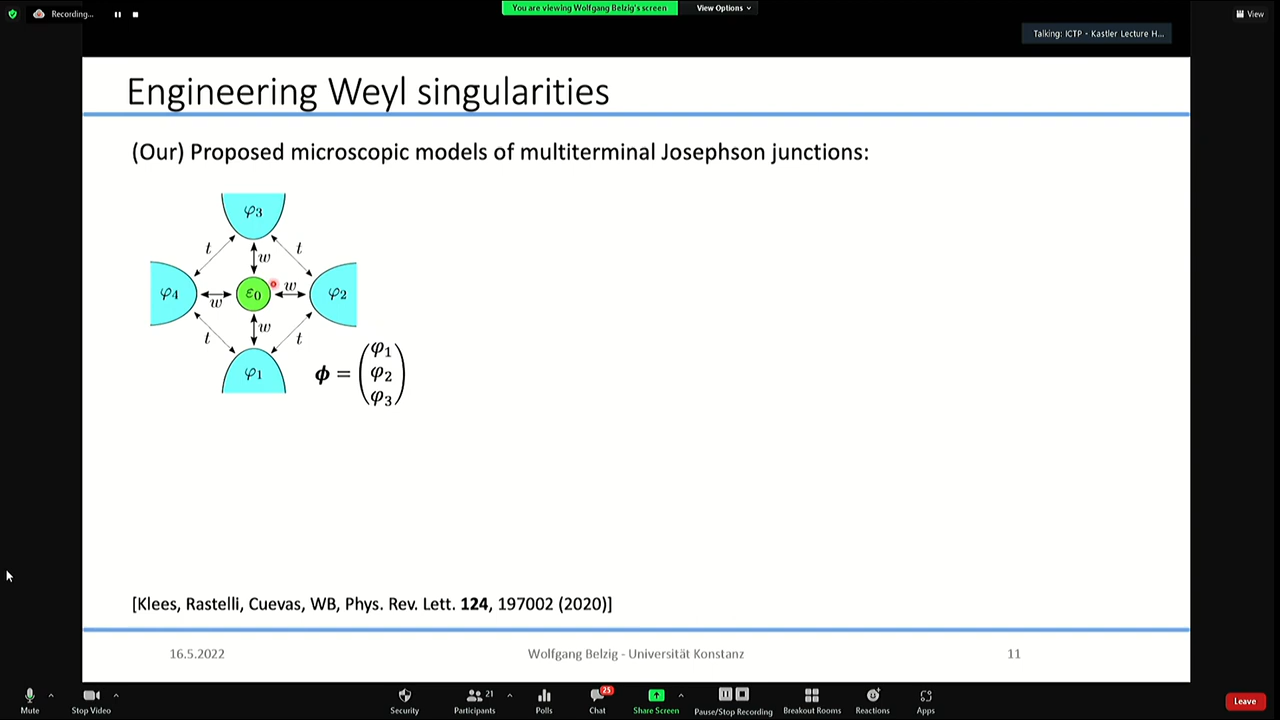 Recording...
You are viewing Wolfgang Belzig's screen
View Options
View
Talking: ICTP - Kastler Lecture H...
Engineering Weyl singularities
(Our) Proposed microscopic models of multiterminal Josephson junctions:
φ3
t t
w
φ4 w ε0 w φ2
w
t t
φ1
ϕ = (φ1 φ2 φ3)
[Klees, Rastelli, Cuevas, WB, Phys. Rev. Lett. 124, 197002 (2020)]
16.5.2022 Wolfgang Belzig - Universität Konstanz 11
21 25
Mute Stop Video Security Participants Polls Chat Share Screen Pause/Stop Recording Breakout Rooms Reactions Apps Leave